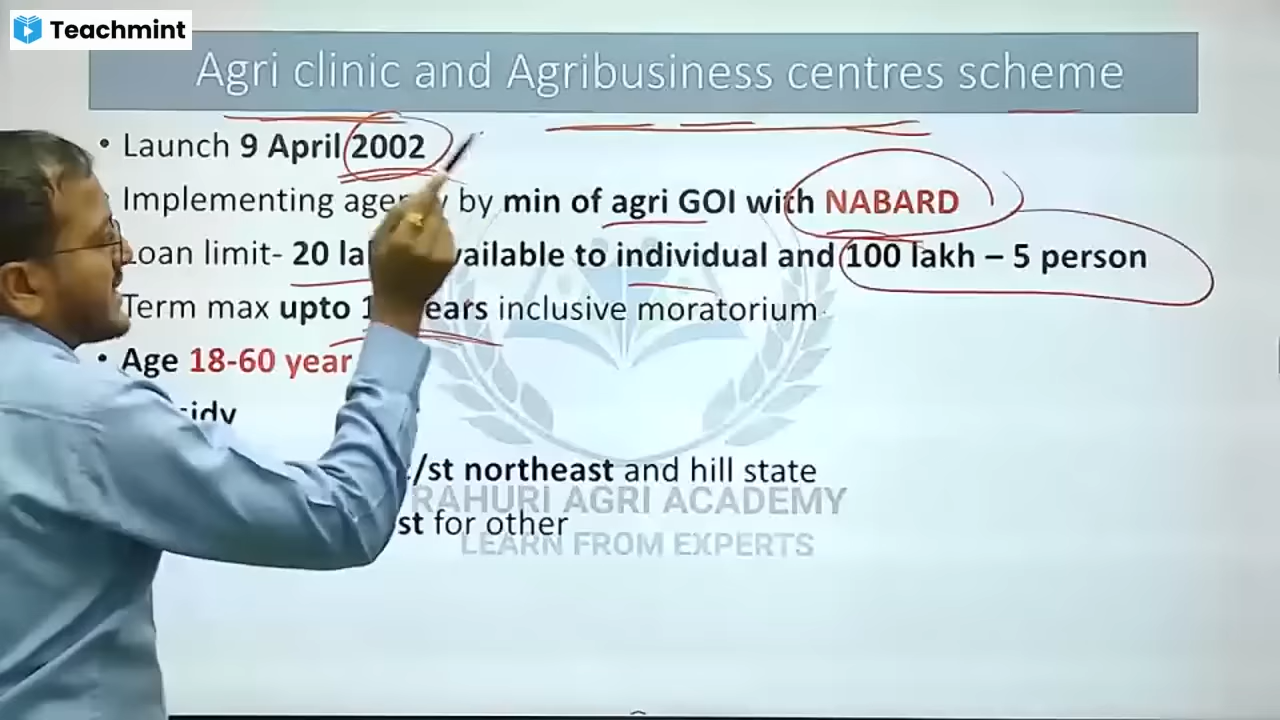 Teachmint
Agri clinic and Agribusiness centres scheme
• Launch 9 April 2002
Implementing by min of agri GOI with NABARD
Loan limit- 20 to individual and 100 lakh – 5 person
Term max upto inclusive moratorium
• Age 18-60 year
/st northeast and hill state
RAHURI AGRI ACADEMY
for other
LEARN FROM EXPERTS